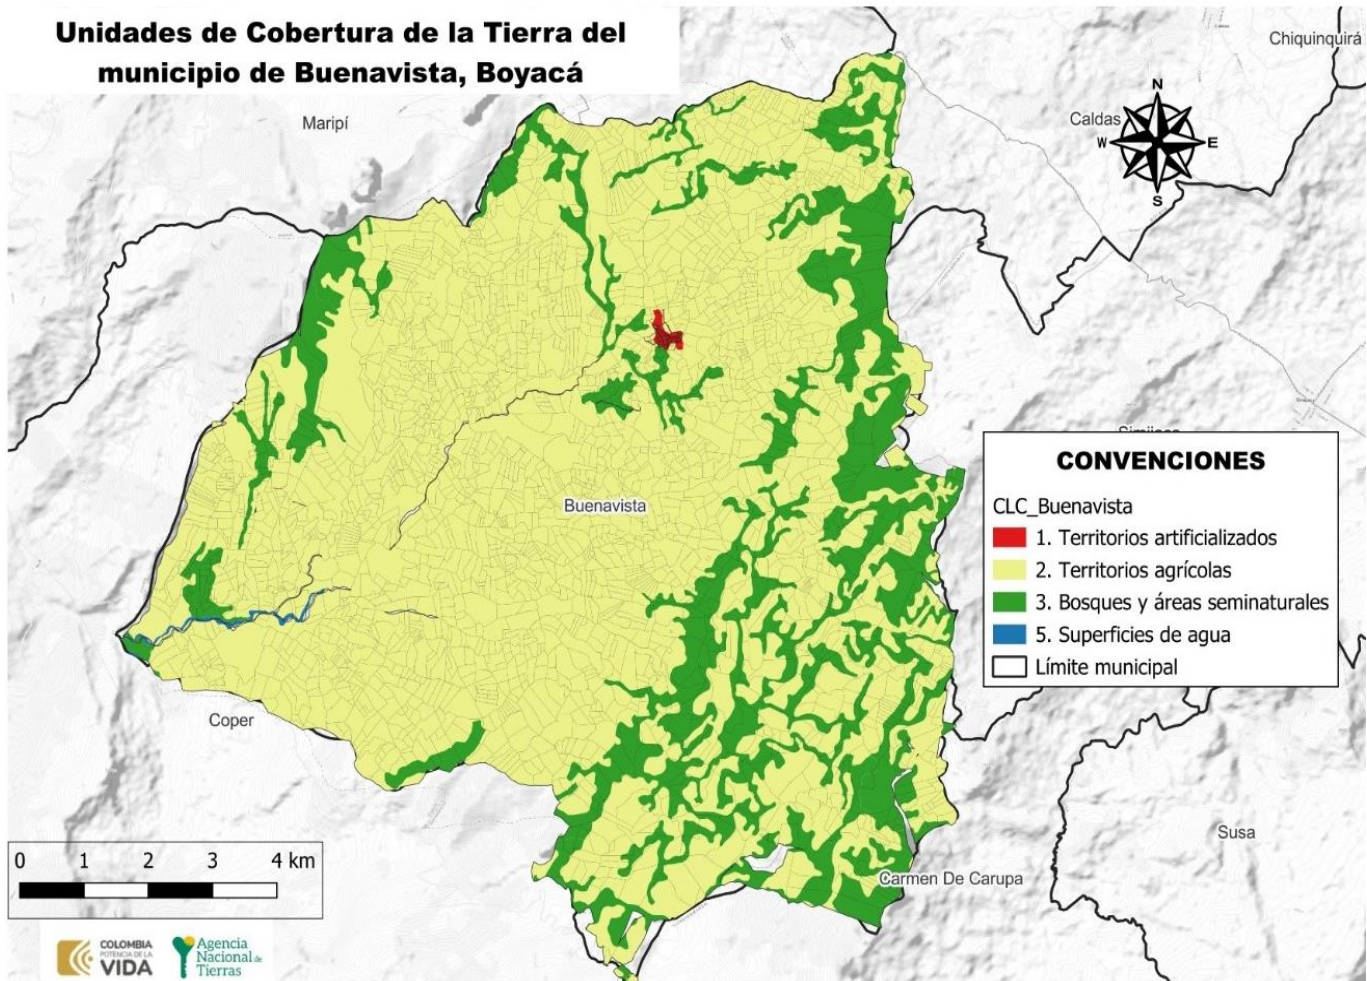 Unidades de Cobertura de la Tierra del
municipio de Buenavista, Boyacá
Chiquinquirá
Maripí
Caldas
N
W
E
S
Buenavista
CONVENCIONES
CLC_Buenavista
1. Territorios artificializados
2. Territorios agrícolas
3. Bosques y áreas seminaturales
5. Superficies de agua
Límite municipal
Coper
Susa
Carmen De Carupa
0 1 2 3 4 km
COLOMBIA
POTENCIA DE LA
VIDA
Agencia
Nacional de
Tierras